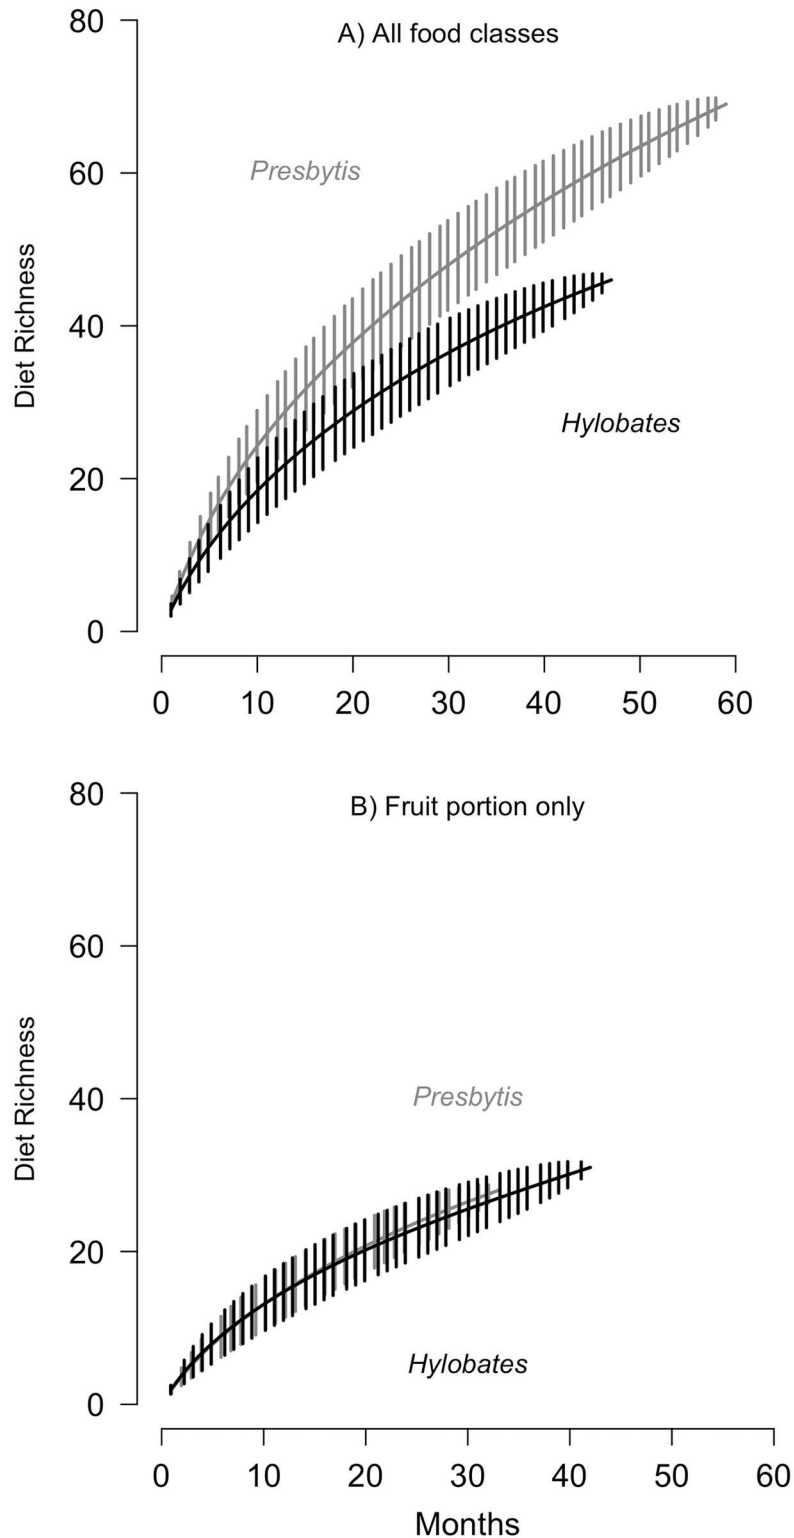 A) All food classes
80
60
40
20
0
Diet Richness
Presbytis
Hylobates
0 10 20 30 40 50 60
B) Fruit portion only
80
60
40
20
0
Diet Richness
Presbytis
Hylobates
0 10 20 30 40 50 60
Months